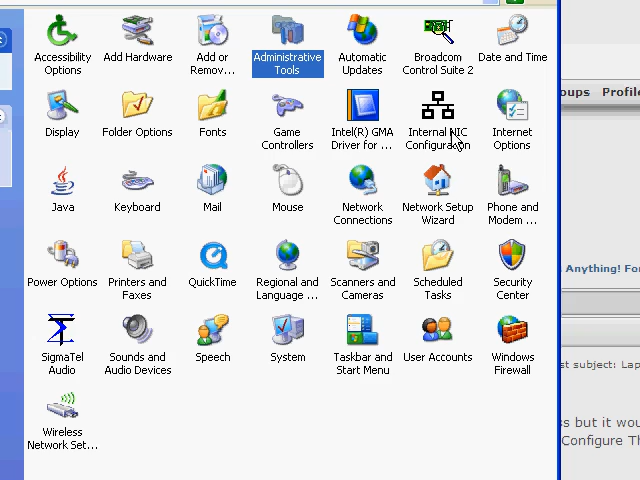 Accessibility Options
Add Hardware
Add or Remov...
Administrative Tools
Automatic Updates
Broadcom Control Suite 2
Date and Time
Display
Folder Options
Fonts
Game Controllers
Intel(R) GMA Driver for ...
Internal NIC Configuration
Internet Options
Java
Keyboard
Mail
Mouse
Network Connections
Network Setup Wizard
Phone and Modem ...
Power Options
Printers and Faxes
QuickTime
Regional and Language ...
Scanners and Cameras
Scheduled Tasks
Security Center
SigmaTel Audio
Sounds and Audio Devices
Speech
System
Taskbar and Start Menu
User Accounts
Windows Firewall
Wireless Network Set...
oups Profile
Anything! Fo
st subject: Lap
ss but it wou
Configure Th